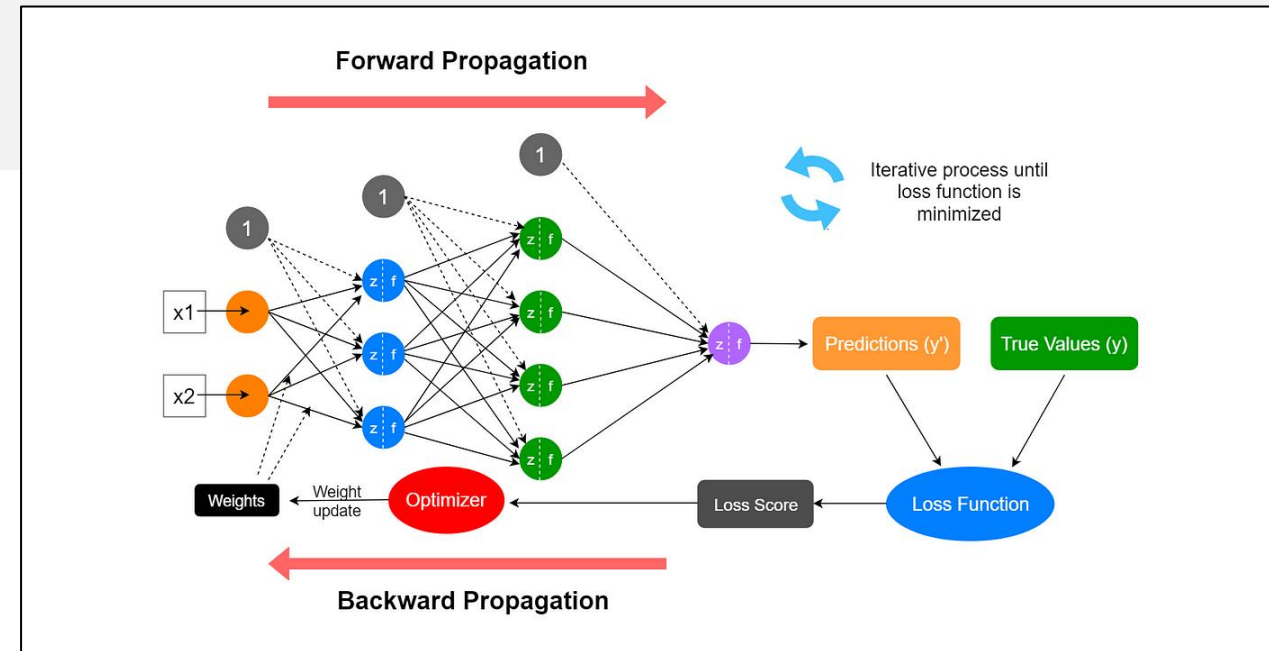 Forward Propagation
1
1
1
Iterative process until
loss function is
minimized
z f
z f
z f
z f
z f
z f
z f
z f
x1
x2
Predictions (y')
True Values (y)
Weights
Weight
update
Optimizer
Loss Score
Loss Function
Backward Propagation